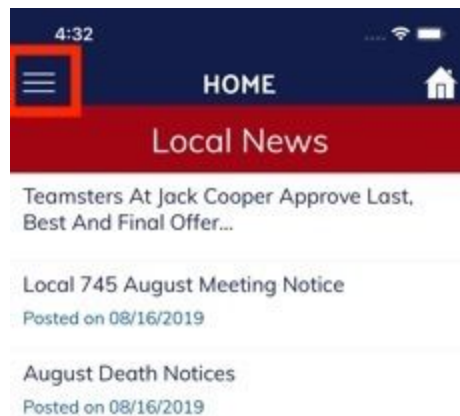 4:32
HOME
Local News
Teamsters At Jack Cooper Approve Last,
Best And Final Offer...
Local 745 August Meeting Notice
Posted on 08/16/2019
August Death Notices
Posted on 08/16/2019